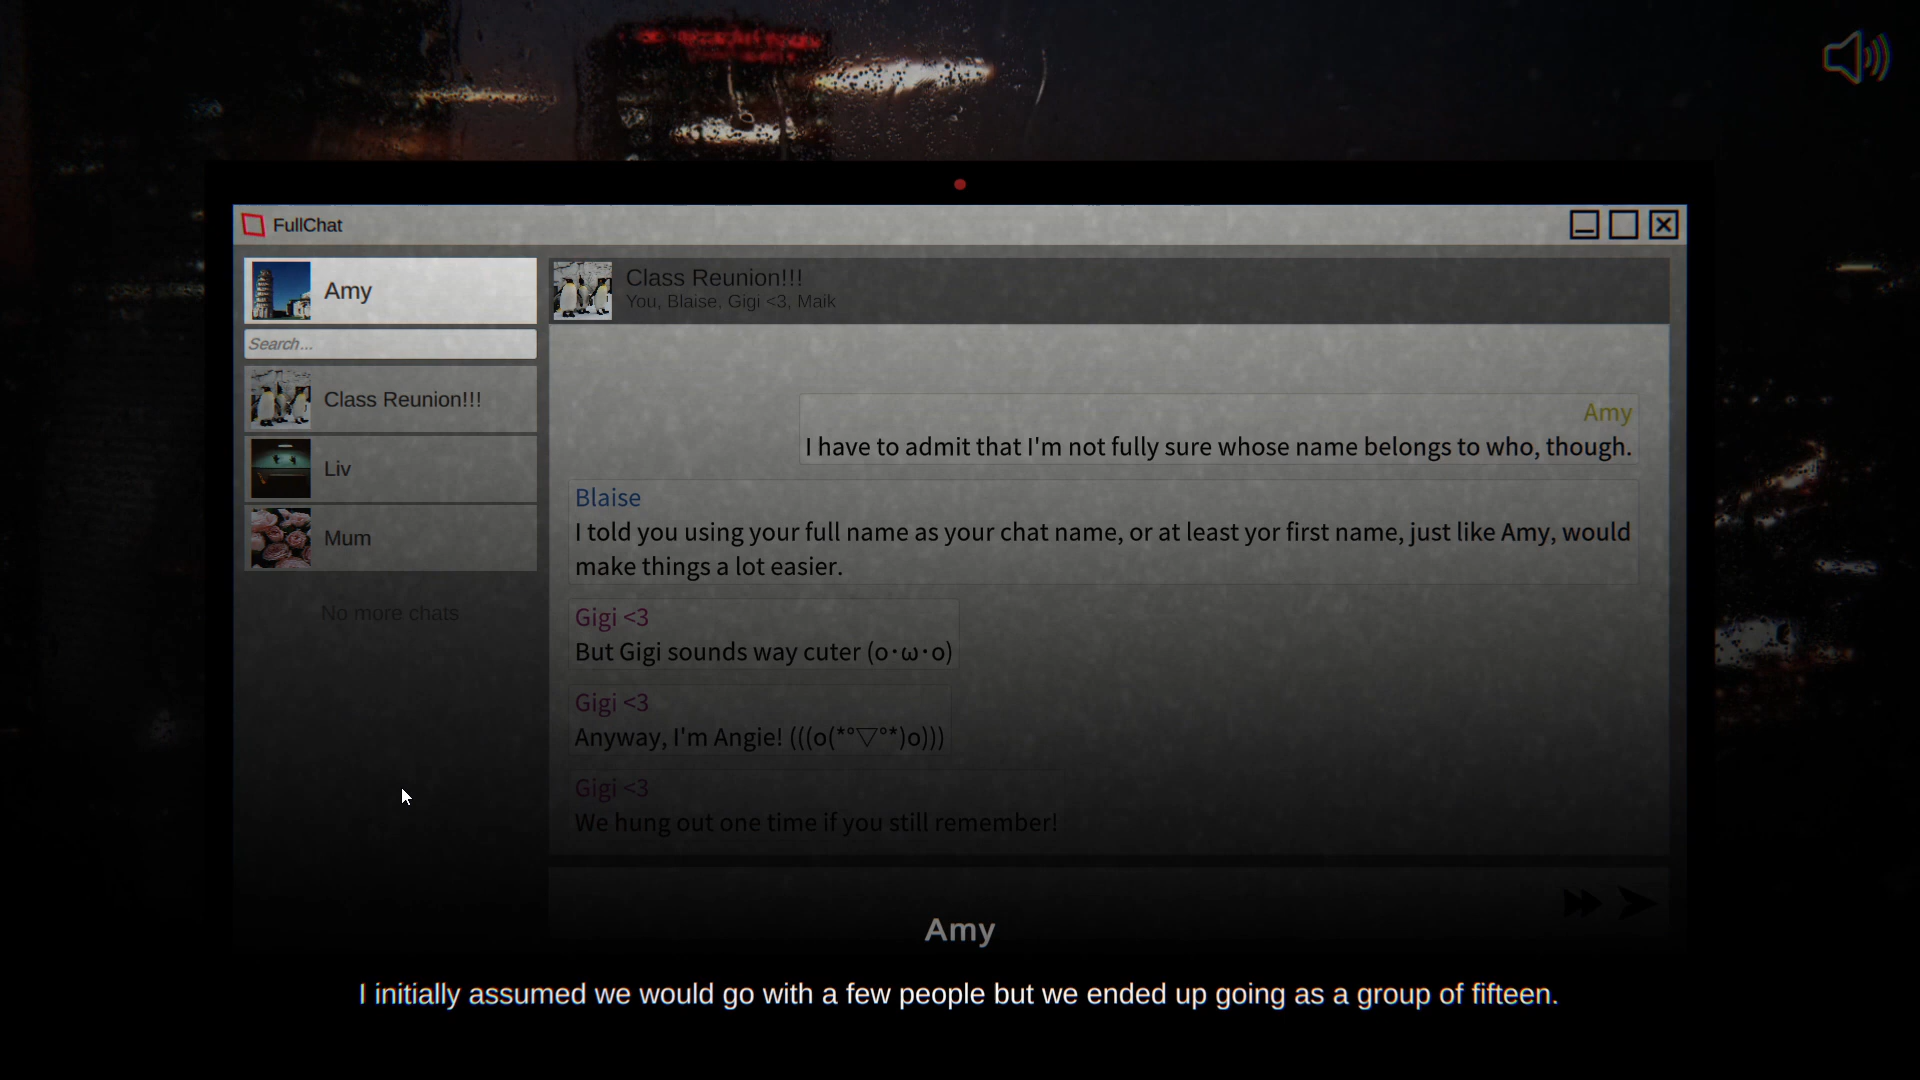 FullChat
Amy
Search...
Class Reunion!!!
Liv
Mum
No more chats
Class Reunion!!!
You, Blaise. Gigi <3, Maik
Amy
I have to admit that I'm not fully sure whose name belongs to who, though.
Blaise
I told you using your full name as your chat name, or at least yor first name, just like Amy, would
make things a lot easier.
Gigi <3
But Gigi sounds way cuter (o･ω･o)
Gigi <3
Anyway, I'm Angie! (((o(*°▽°*)o)))
Gigi <3
We hung out one time if you still remember!
Amy
I initially assumed we would go with a few people but we ended up going as a group of fifteen.